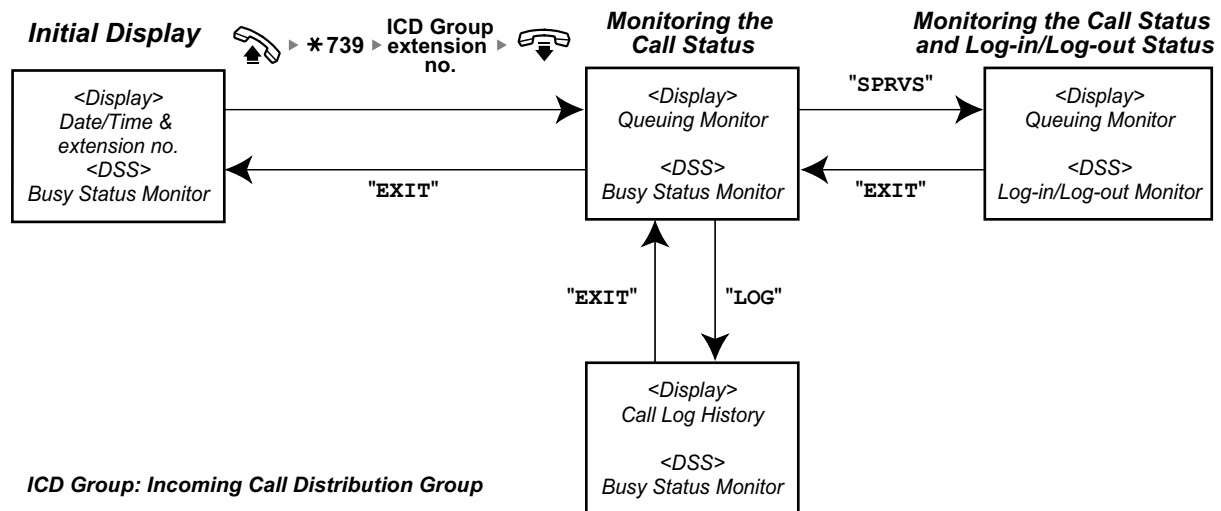 Initial Display
✱739
ICD Group
extension
no.
Monitoring the
Call Status
Monitoring the Call Status
and Log-in/Log-out Status
<Display>
Date/Time &
extension no.
<DSS>
Busy Status Monitor
"EXIT"
<Display>
Queuing Monitor
<DSS>
Busy Status Monitor
"SPRVS"
"EXIT"
<Display>
Queuing Monitor
<DSS>
Log-in/Log-out Monitor
"EXIT"
"LOG"
<Display>
Call Log History
<DSS>
Busy Status Monitor
ICD Group: Incoming Call Distribution Group